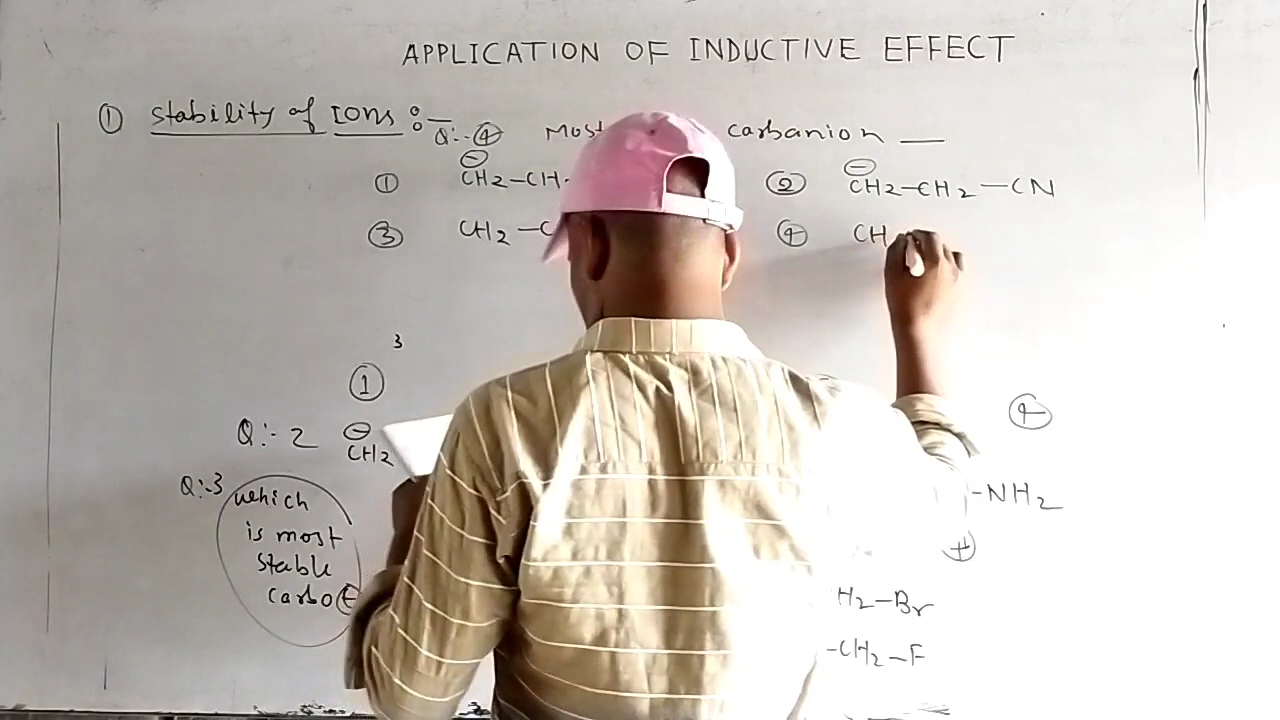 APPLICATION OF INDUCTIVE EFFECT
① Stability of Ions :—
Q:-④ Most carbanion —
① ⊖CH2-CH
② ⊖CH2-CH2-CN
③ CH2-C
④ CH
3
①
④
Q:-2 ⊖CH2
-NH2
Q:-3 which
is most
stable
carbo⊕
⊕
H2-Br
-CH2-F